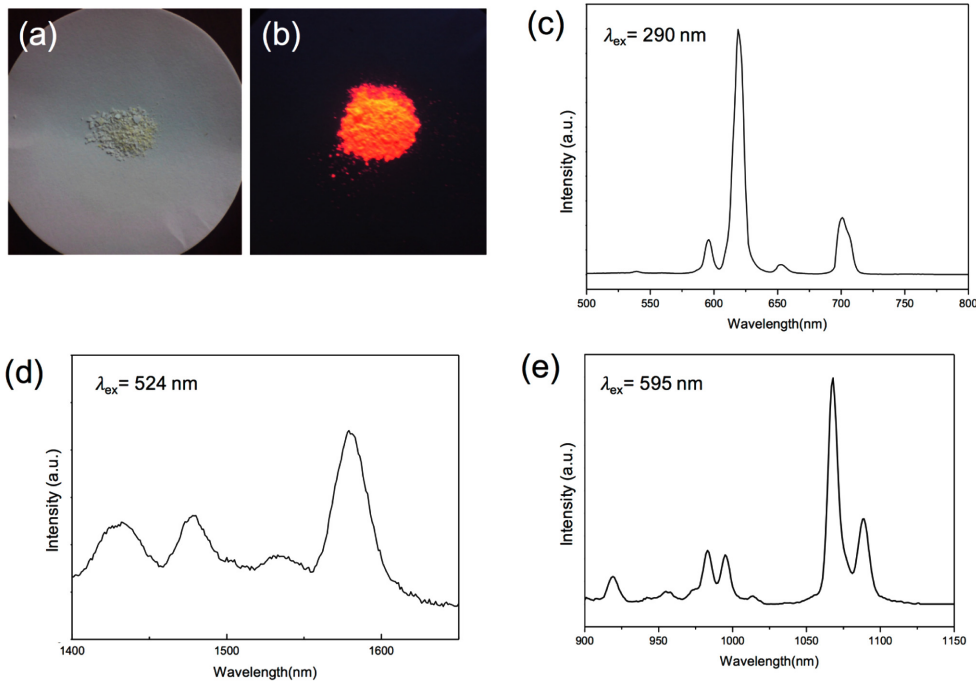 (a)
(b)
(c)
λex= 290 nm
Intensity (a.u.)
500 550 600 650 700 750 800
Wavelength(nm)
(d)
λex= 524 nm
Intensity (a.u.)
1400 1500 1600
Wavelength(nm)
(e)
λex= 595 nm
Intensity (a.u.)
900 950 1000 1050 1100 1150
Wavelength(nm)